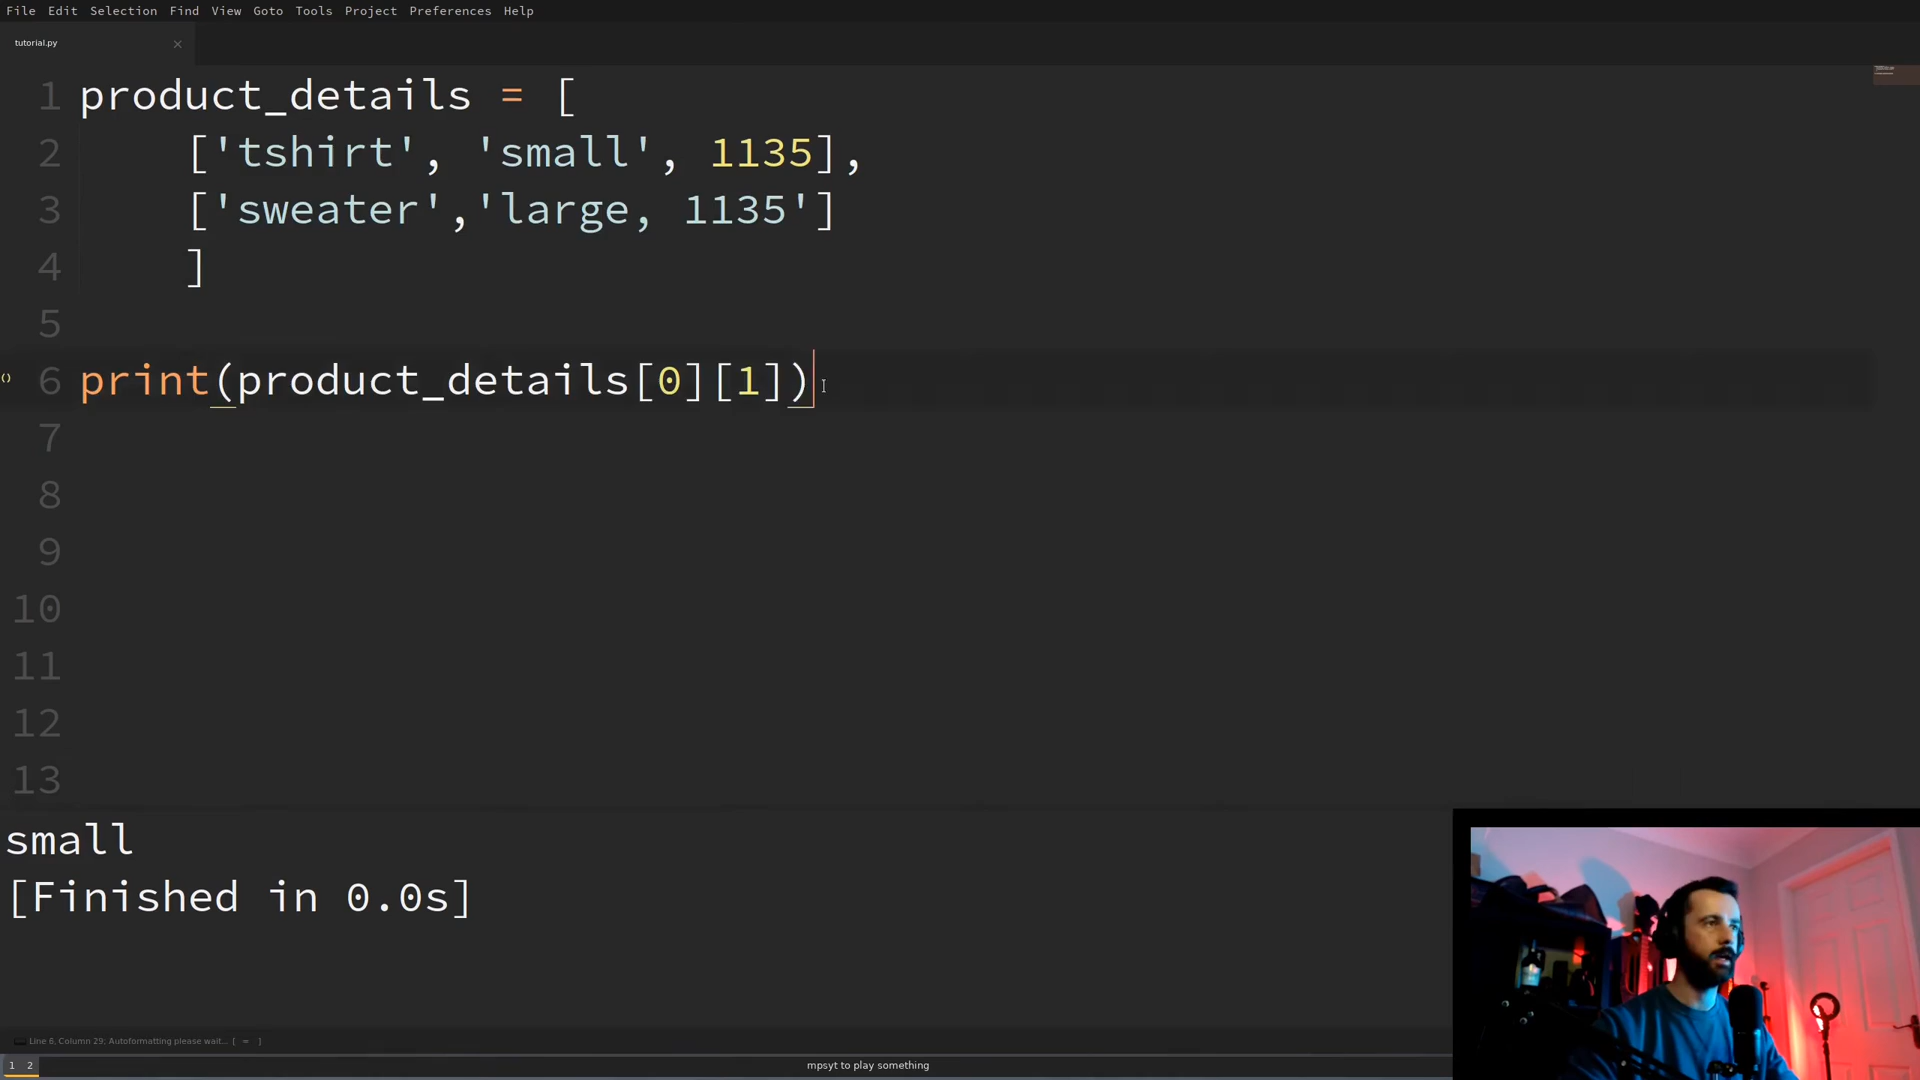 File Edit Selection Find View Goto Tools Project Preferences Help
tutorial.py
1 product_details = [
2 ['tshirt', 'small', 1135],
3 ['sweater','large, 1135']
4 ]
5
6 print(product_details[0][1])
7
8
9
10
11
12
13
small
[Finished in 0.0s]
Line 6, Column 29; Autoformatting please wait... [ = ]
1 2 mpsyt to play something